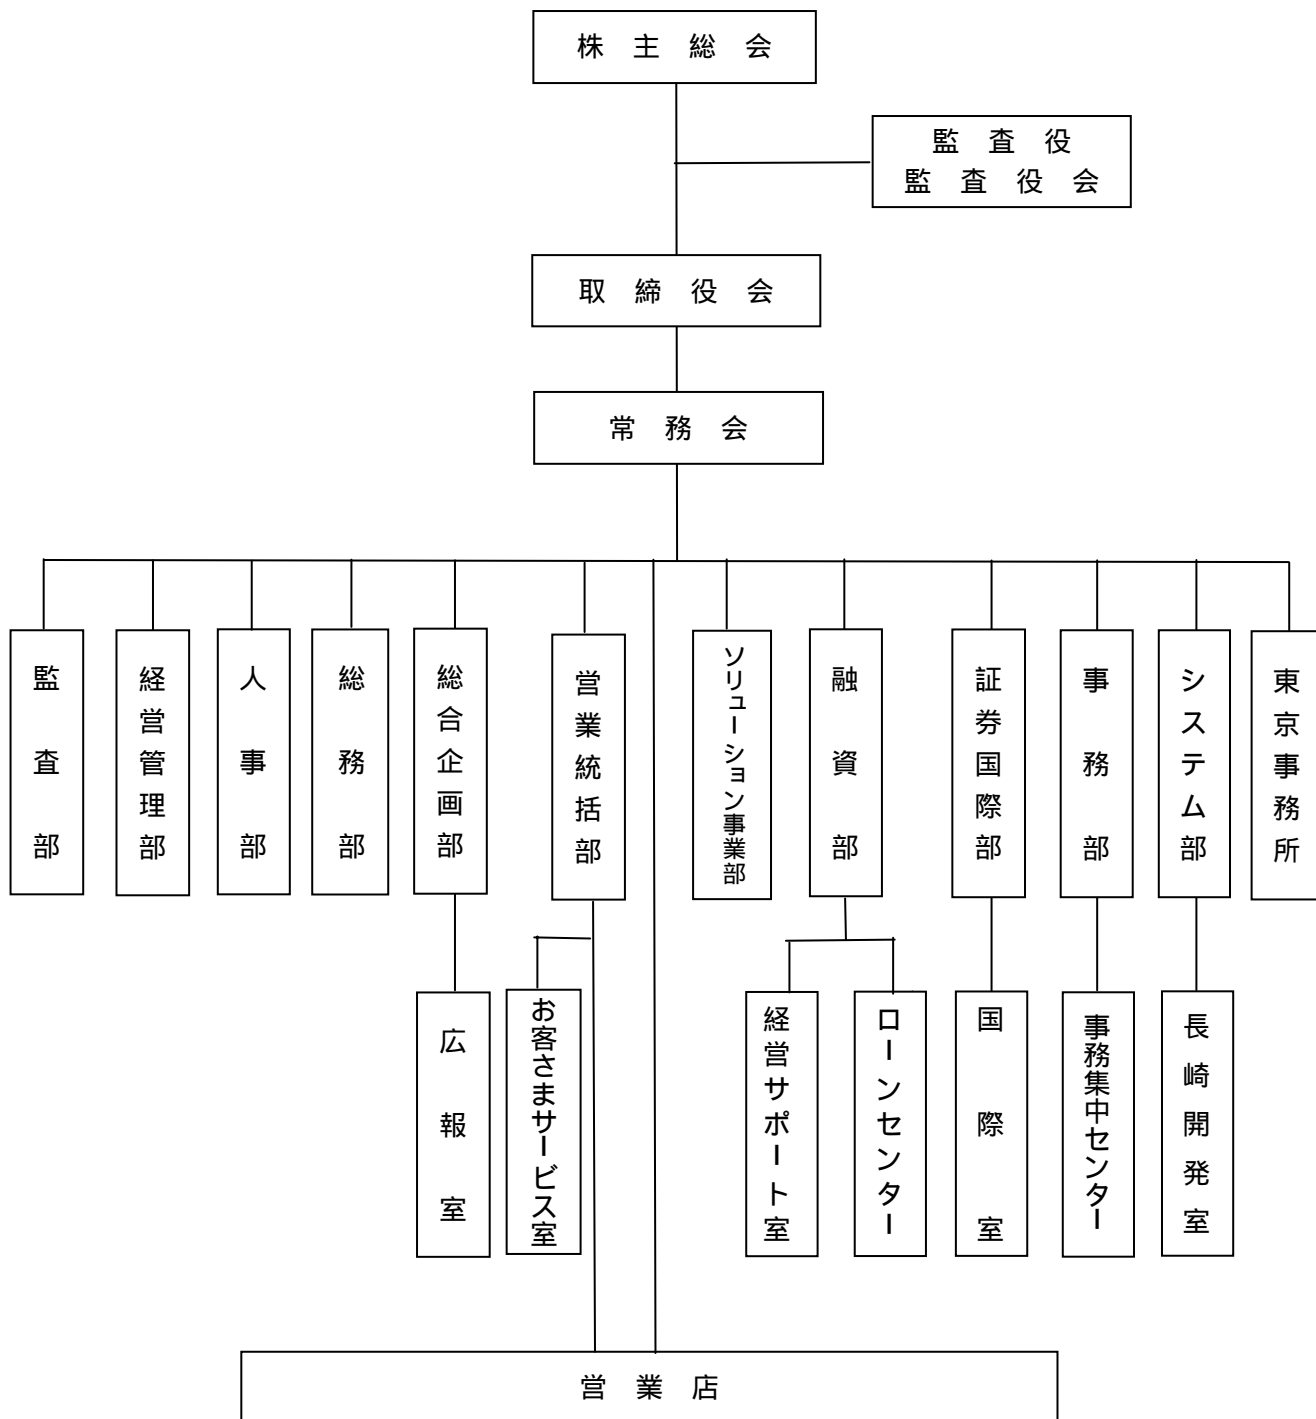 株主総会
監査役
監査役会
取締役会
常務会
監査部
経営管理部
人事部
総務部
総合企画部
営業統括部
ソリューション事業部
融資部
証券国際部
事務部
システム部
東京事務所
広報室
お客さまサービス室
経営サポート室
ローンセンター
国際室
事務集中センター
長崎開発室
営業店